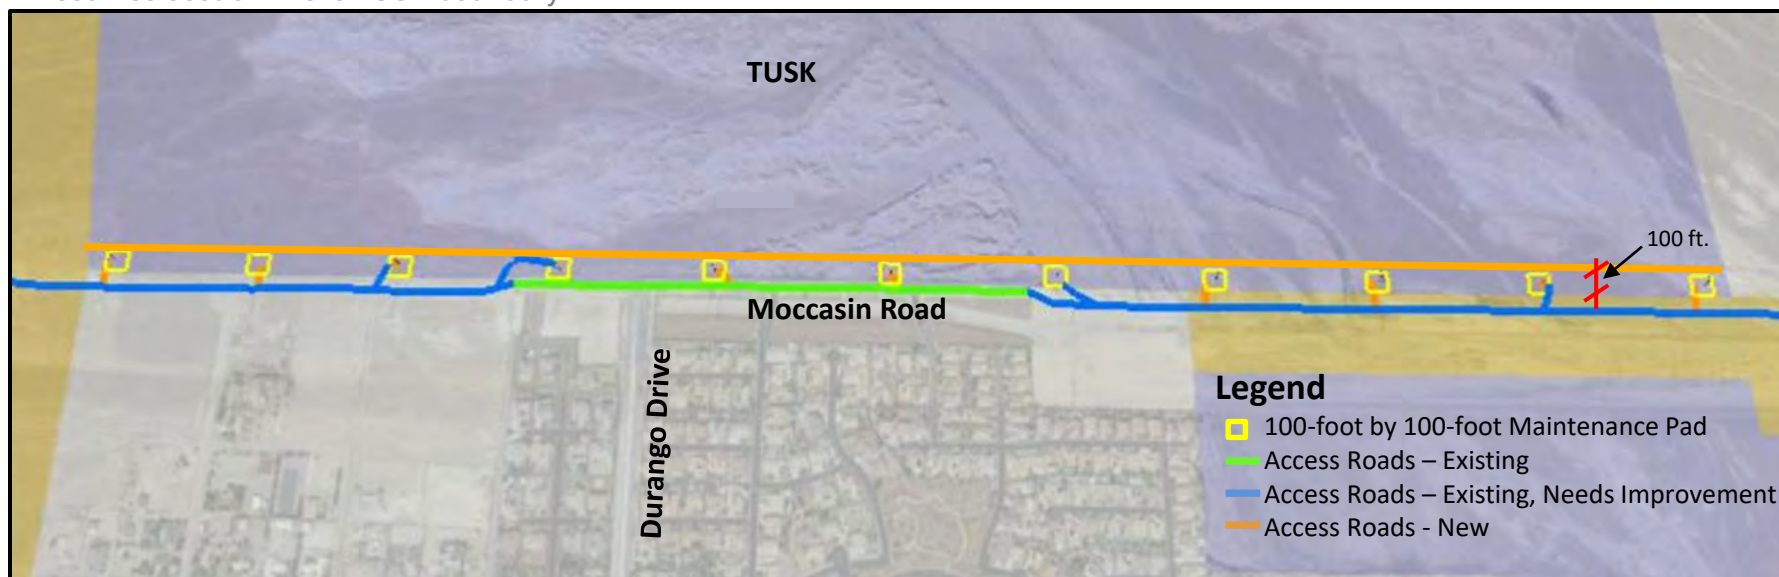 TUSK
100 ft.
Moccasin Road
Durango Drive
Legend
100-foot by 100-foot Maintenance Pad
Access Roads – Existing
Access Roads – Existing, Needs Improvement
Access Roads - New